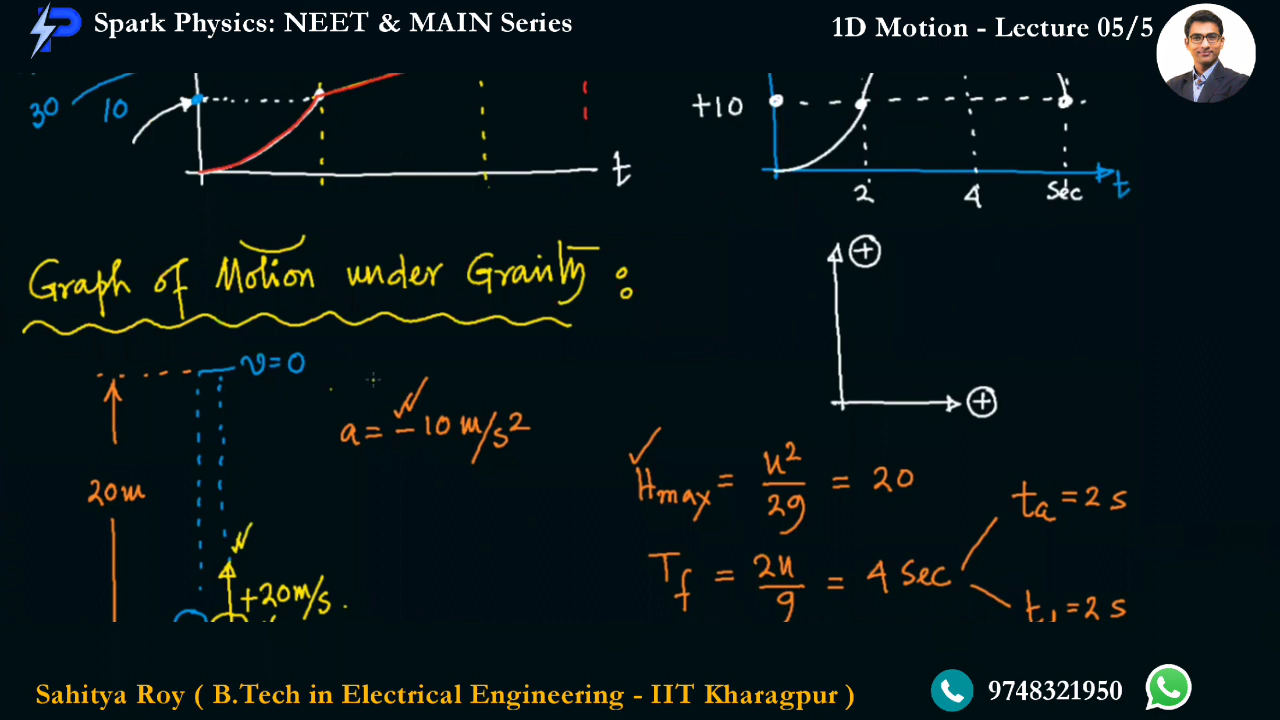 Spark Physics: NEET & MAIN Series
1D Motion - Lecture 05/5
30 10
t
+10
2 4 Sec t
Graph of Motion under Gravity :
+
+
v=0
a = -10 m/s2
20m
+20m/s.
Hmax = u2/2g = 20
Tf = 2u/g = 4 Sec
ta = 2 s
= 2 s
Sahitya Roy ( B.Tech in Electrical Engineering - IIT Kharagpur )
9748321950